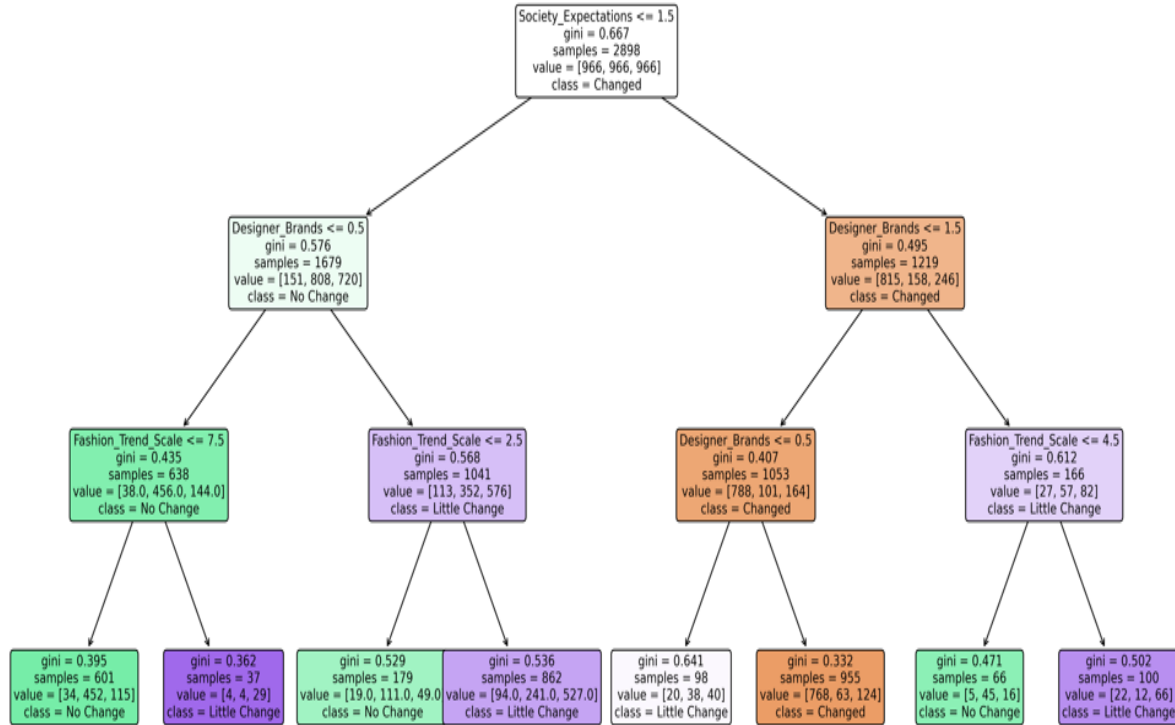 Society_Expectations <= 1.5
gini = 0.667
samples = 2898
value = [966, 966, 966]
class = Changed
Designer_Brands <= 0.5
gini = 0.576
samples = 1679
value = [151, 808, 720]
class = No Change
Designer_Brands <= 1.5
gini = 0.495
samples = 1219
value = [815, 158, 246]
class = Changed
Fashion_Trend_Scale <= 7.5
gini = 0.435
samples = 638
value = [38.0, 456.0, 144.0]
class = No Change
Fashion_Trend_Scale <= 2.5
gini = 0.568
samples = 1041
value = [113, 352, 576]
class = Little Change
Designer_Brands <= 0.5
gini = 0.407
samples = 1053
value = [788, 101, 164]
class = Changed
Fashion_Trend_Scale <= 4.5
gini = 0.612
samples = 166
value = [27, 57, 82]
class = Little Change
gini = 0.395
samples = 601
value = [34, 452, 115]
class = No Change
gini = 0.362
samples = 37
value = [4, 4, 29]
class = Little Change
gini = 0.529
samples = 179
value = [19.0, 111.0, 49.0
class = No Change
gini = 0.536
samples = 862
value = [94.0, 241.0, 527.0]
class = Little Change
gini = 0.641
samples = 98
value = [20, 38, 40]
class = Little Change
gini = 0.332
samples = 955
value = [768, 63, 124]
class = Changed
gini = 0.471
samples = 66
value = [5, 45, 16]
class = No Change
gini = 0.502
samples = 100
value = [22, 12, 66]
class = Little Change